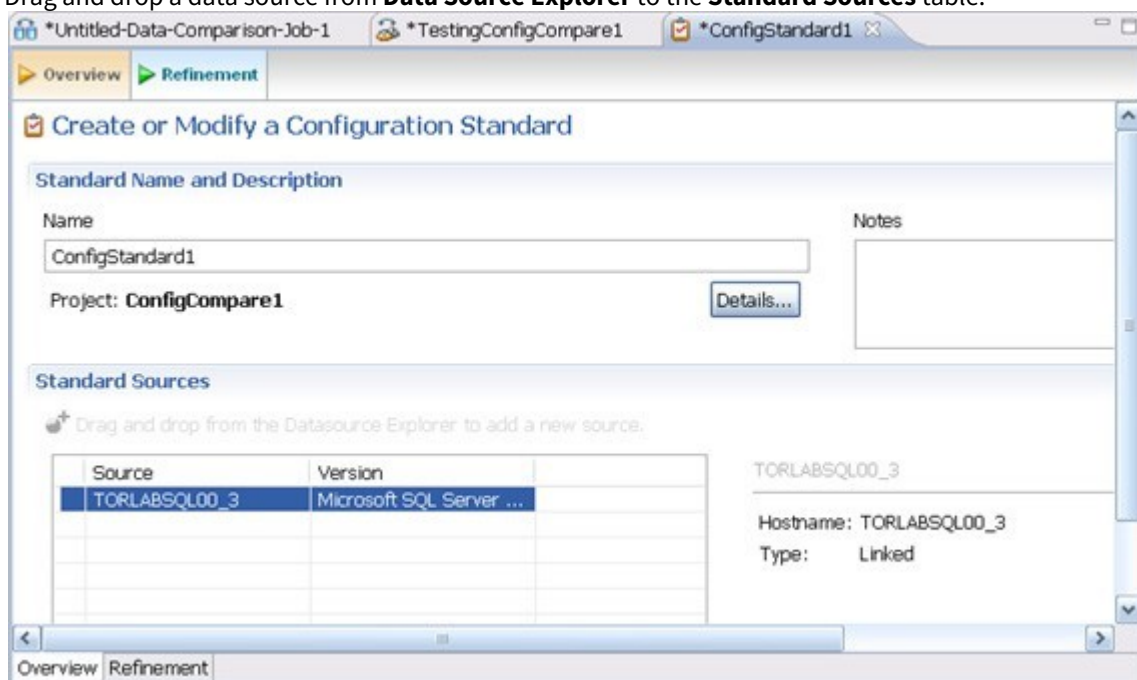 Drag and drop a data source from Data Source Explorer to the Standard Sources table.
*Untitled-Data-Comparison-Job-1 *TestingConfigCompare1 *ConfigStandard1
Overview Refinement
Create or Modify a Configuration Standard
Standard Name and Description
Name Notes
ConfigStandard1
Project: ConfigCompare1 Details...
Standard Sources
Drag and drop from the Datasource Explorer to add a new source.
Source Version TORLABSQL00_3
TORLABSQL00_3 Microsoft SQL Server ...
Hostname: TORLABSQL00_3
Type: Linked
Overview Refinement